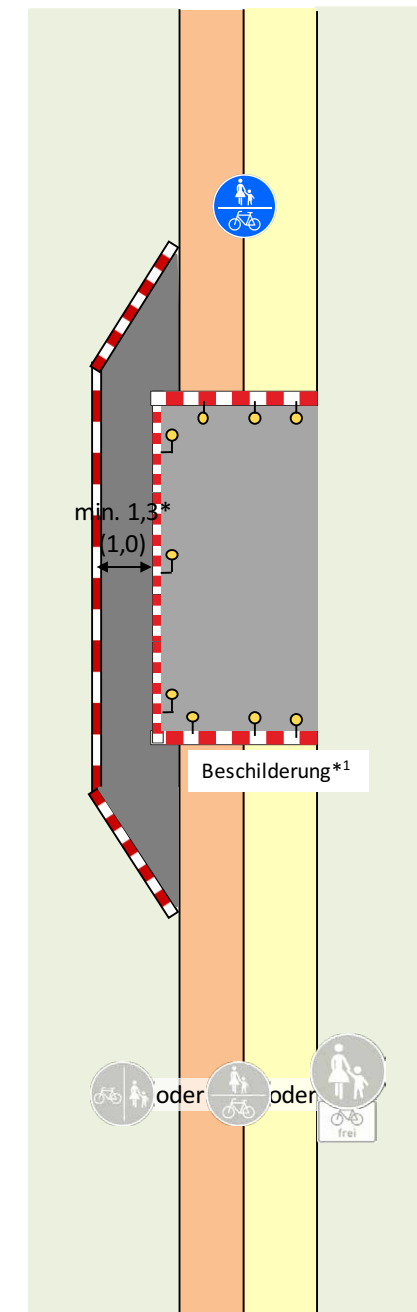 min. 1,3*
(1,0)
Beschilderung*¹
oder oder
frei